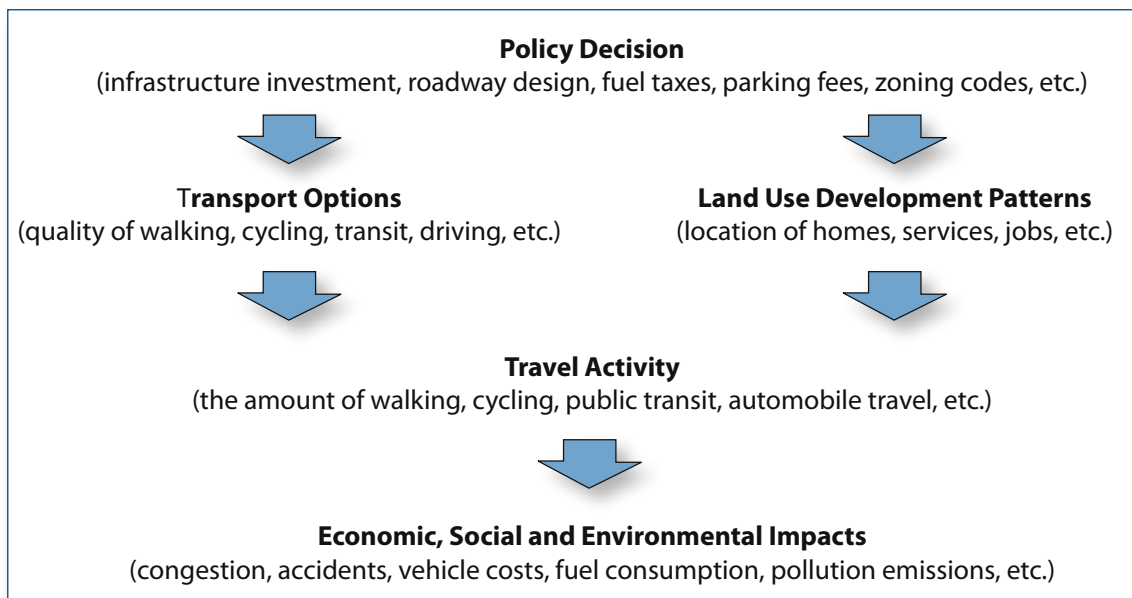 Policy Decision
(infrastructure investment, roadway design, fuel taxes, parking fees, zoning codes, etc.)
Transport Options
(quality of walking, cycling, transit, driving, etc.)
Land Use Development Patterns
(location of homes, services, jobs, etc.)
Travel Activity
(the amount of walking, cycling, public transit, automobile travel, etc.)
Economic, Social and Environmental Impacts
(congestion, accidents, vehicle costs, fuel consumption, pollution emissions, etc.)